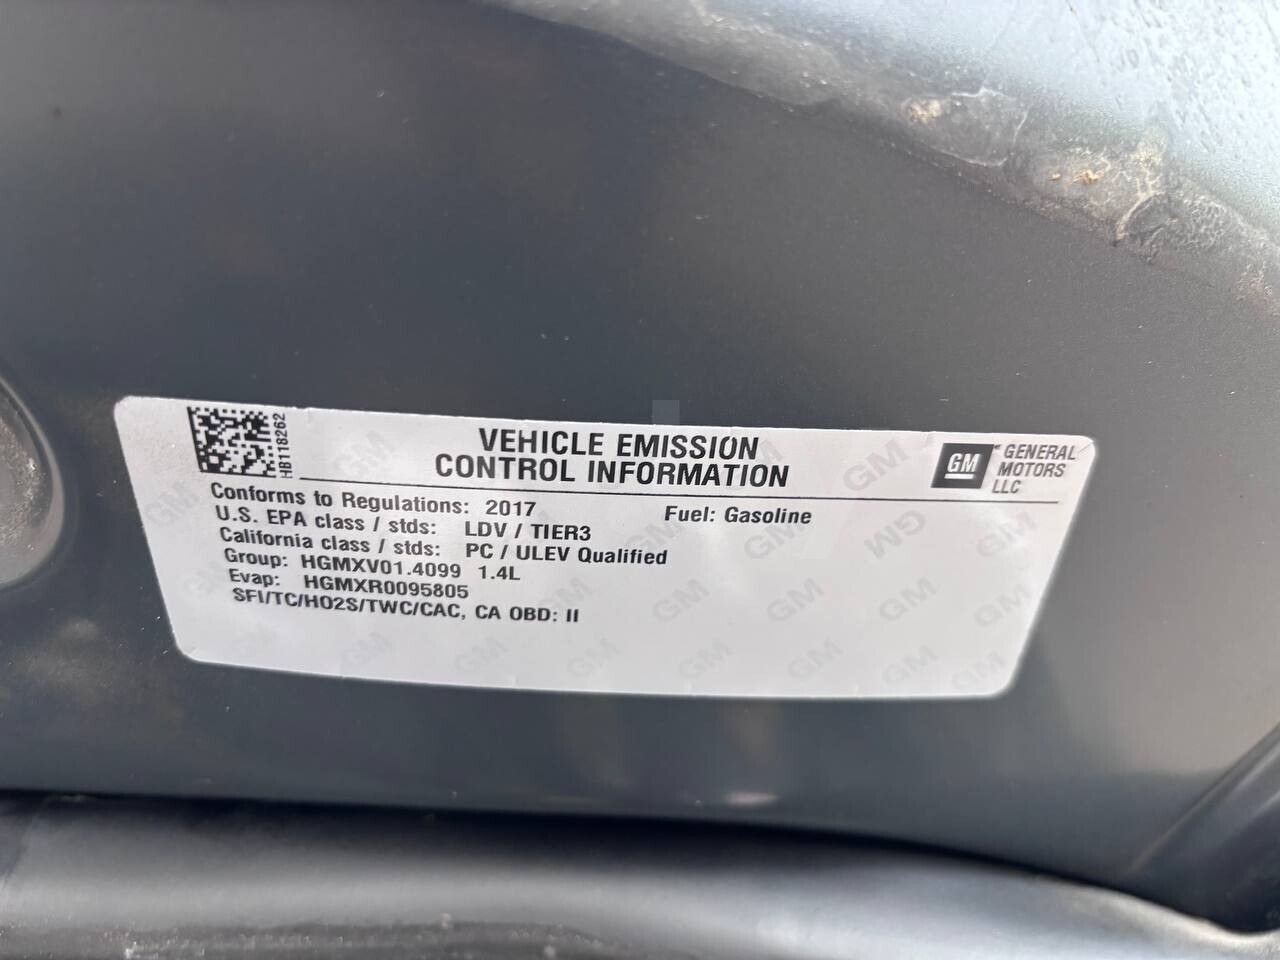 HB118262
VEHICLE EMISSION
CONTROL INFORMATION
GM
GENERAL
MOTORS
LLC
Conforms to Regulations: 2017
Fuel: Gasoline
U.S. EPA class / stds: LDV / TIER3
California class / stds: PC / ULEV Qualified
Group: HGMXV01.4099 1.4L
Evap: HGMXR0095805
SFI/TC/HO2S/TWC/CAC, CA OBD: II